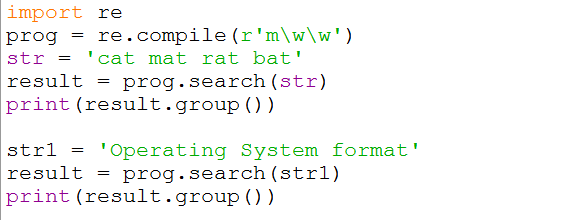 import re
prog = re.compile(r'm\w\w')
str = 'cat mat rat bat'
result = prog.search(str)
print(result.group())
str1 = 'Operating System format'
result = prog.search(str1)
print(result.group())